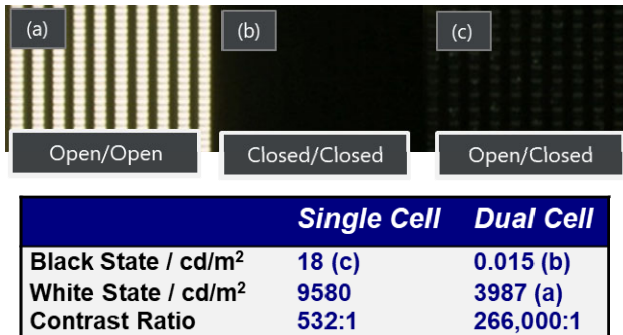 (a) (b) (c)
Open/Open Closed/Closed Open/Closed
Single Cell Dual Cell
Black State / cd/m² 18 (c) 0.015 (b)
White State / cd/m² 9580 3987 (a)
Contrast Ratio 532:1 266,000:1